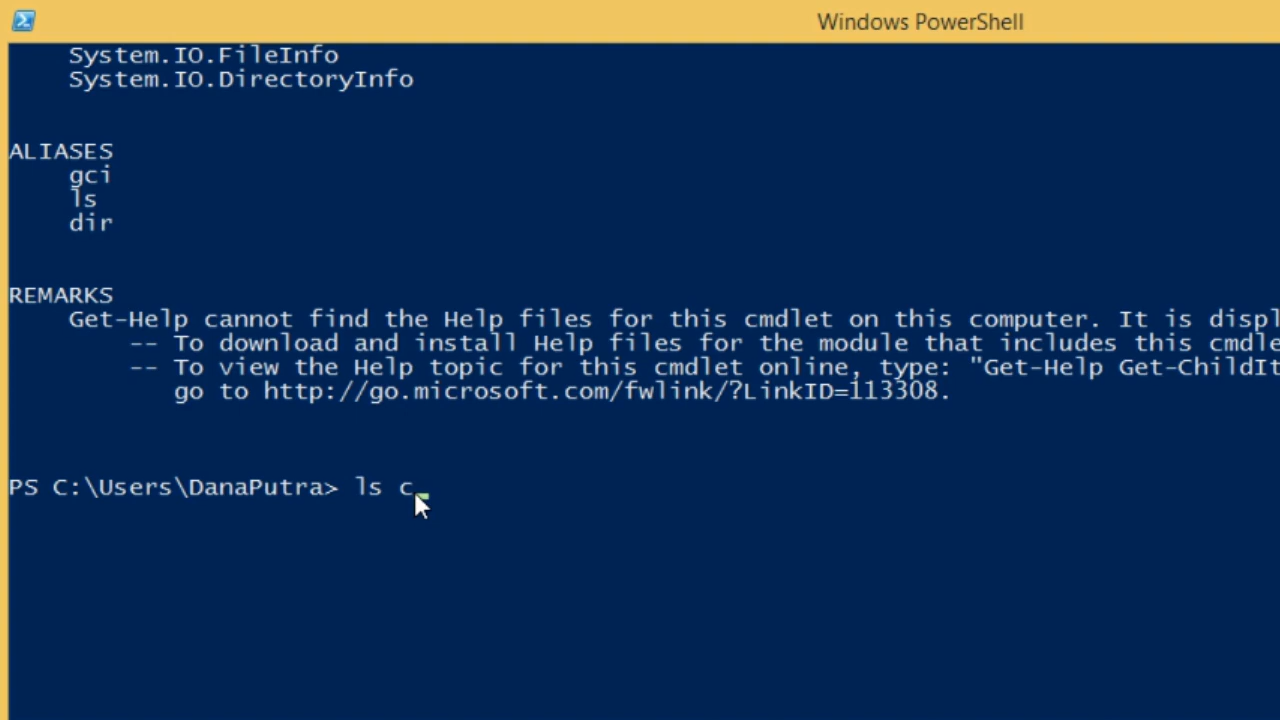 Windows PowerShell
System.IO.FileInfo
System.IO.DirectoryInfo
ALIASES
gci
ls
dir
REMARKS
Get-Help cannot find the Help files for this cmdlet on this computer. It is displ
-- To download and install Help files for the module that includes this cmdle
-- To view the Help topic for this cmdlet online, type: "Get-Help Get-ChildIt
go to http://go.microsoft.com/fwlink/?LinkID=113308.
PS C:\Users\DanaPutra> ls c_